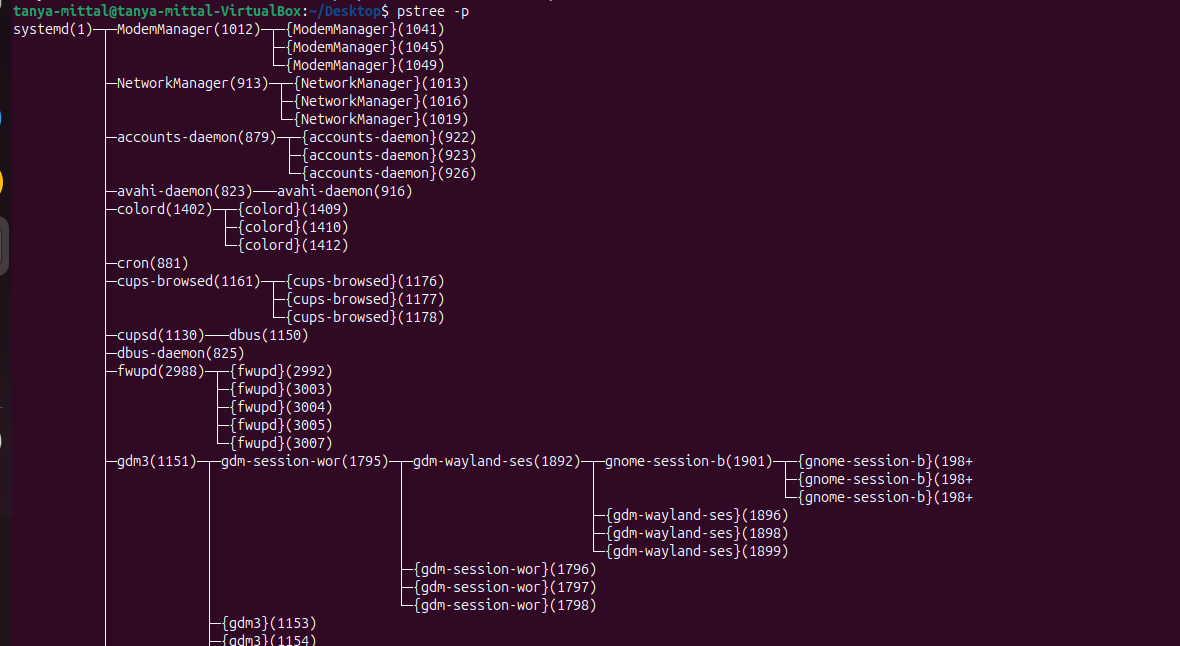 tanya-mittal@tanya-mittal-VirtualBox:~/Desktop$ pstree -p
systemd(1)─┬─ModemManager(1012)─┬─{ModemManager}(1041)
           │                    ├─{ModemManager}(1045)
           │                    └─{ModemManager}(1049)
           ├─NetworkManager(913)─┬─{NetworkManager}(1013)
           │                     ├─{NetworkManager}(1016)
           │                     └─{NetworkManager}(1019)
           ├─accounts-daemon(879)─┬─{accounts-daemon}(922)
           │                      ├─{accounts-daemon}(923)
           │                      └─{accounts-daemon}(926)
           ├─avahi-daemon(823)───avahi-daemon(916)
           ├─colord(1402)─┬─{colord}(1409)
           │              ├─{colord}(1410)
           │              └─{colord}(1412)
           ├─cron(881)
           ├─cups-browsed(1161)─┬─{cups-browsed}(1176)
           │                    ├─{cups-browsed}(1177)
           │                    └─{cups-browsed}(1178)
           ├─cupsd(1130)───dbus(1150)
           ├─dbus-daemon(825)
           ├─fwupd(2988)─┬─{fwupd}(2992)
           │             ├─{fwupd}(3003)
           │             ├─{fwupd}(3004)
           │             ├─{fwupd}(3005)
           │             └─{fwupd}(3007)
           ├─gdm3(1151)─┬─gdm-session-wor(1795)─┬─gdm-wayland-ses(1892)─┬─gnome-session-b(1901)─┬─{gnome-session-b}(198+
           │            │                       │                       │                       ├─{gnome-session-b}(198+
           │            │                       │                       │                       └─{gnome-session-b}(198+
           │            │                       │                       ├─{gdm-wayland-ses}(1896)
           │            │                       │                       ├─{gdm-wayland-ses}(1898)
           │            │                       │                       └─{gdm-wayland-ses}(1899)
           │            │                       ├─{gdm-session-wor}(1796)
           │            │                       ├─{gdm-session-wor}(1797)
           │            │                       └─{gdm-session-wor}(1798)
           │            ├─{gdm3}(1153)
           │            ├─{gdm3}(1154)